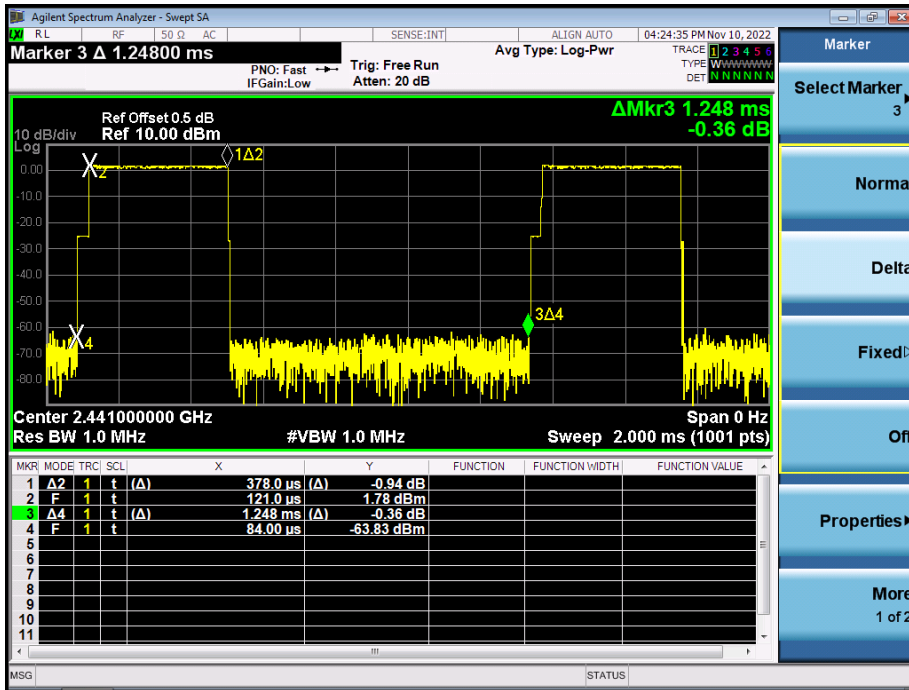 Agilent Spectrum Analyzer - Swept SA
LXI RL RF 50 Ω AC SENSE:INT ALIGN AUTO 04:24:35 PM Nov 10, 2022
Marker 3 Δ 1.24800 ms
PNO: Fast
IFGain:Low
Trig: Free Run
Atten: 20 dB
Avg Type: Log-Pwr
TRACE 1 2 3 4 5 6
TYPE WWWWWW
DET N N N N N N
Ref Offset 0.5 dB
10 dB/div Ref 10.00 dBm
Log
ΔMkr3 1.248 ms
-0.36 dB
0.00
-10.0
-20.0
-30.0
-40.0
-50.0
-60.0
-70.0
-80.0
2
1Δ2
3Δ4
4
Center 2.441000000 GHz Span 0 Hz
Res BW 1.0 MHz #VBW 1.0 MHz Sweep 2.000 ms (1001 pts)
MKR MODE TRC SCL X Y FUNCTION FUNCTION WIDTH FUNCTION VALUE
1 Δ2 1 t (Δ) 378.0 µs (Δ) -0.94 dB
2 F 1 t 121.0 µs 1.78 dBm
3 Δ4 1 t (Δ) 1.248 ms (Δ) -0.36 dB
4 F 1 t 84.00 µs -63.83 dBm
5
6
7
8
9
10
11
MSG STATUS
Marker
Select Marker
3
Norma
Delta
Fixed
Off
Properties
More
1 of 2